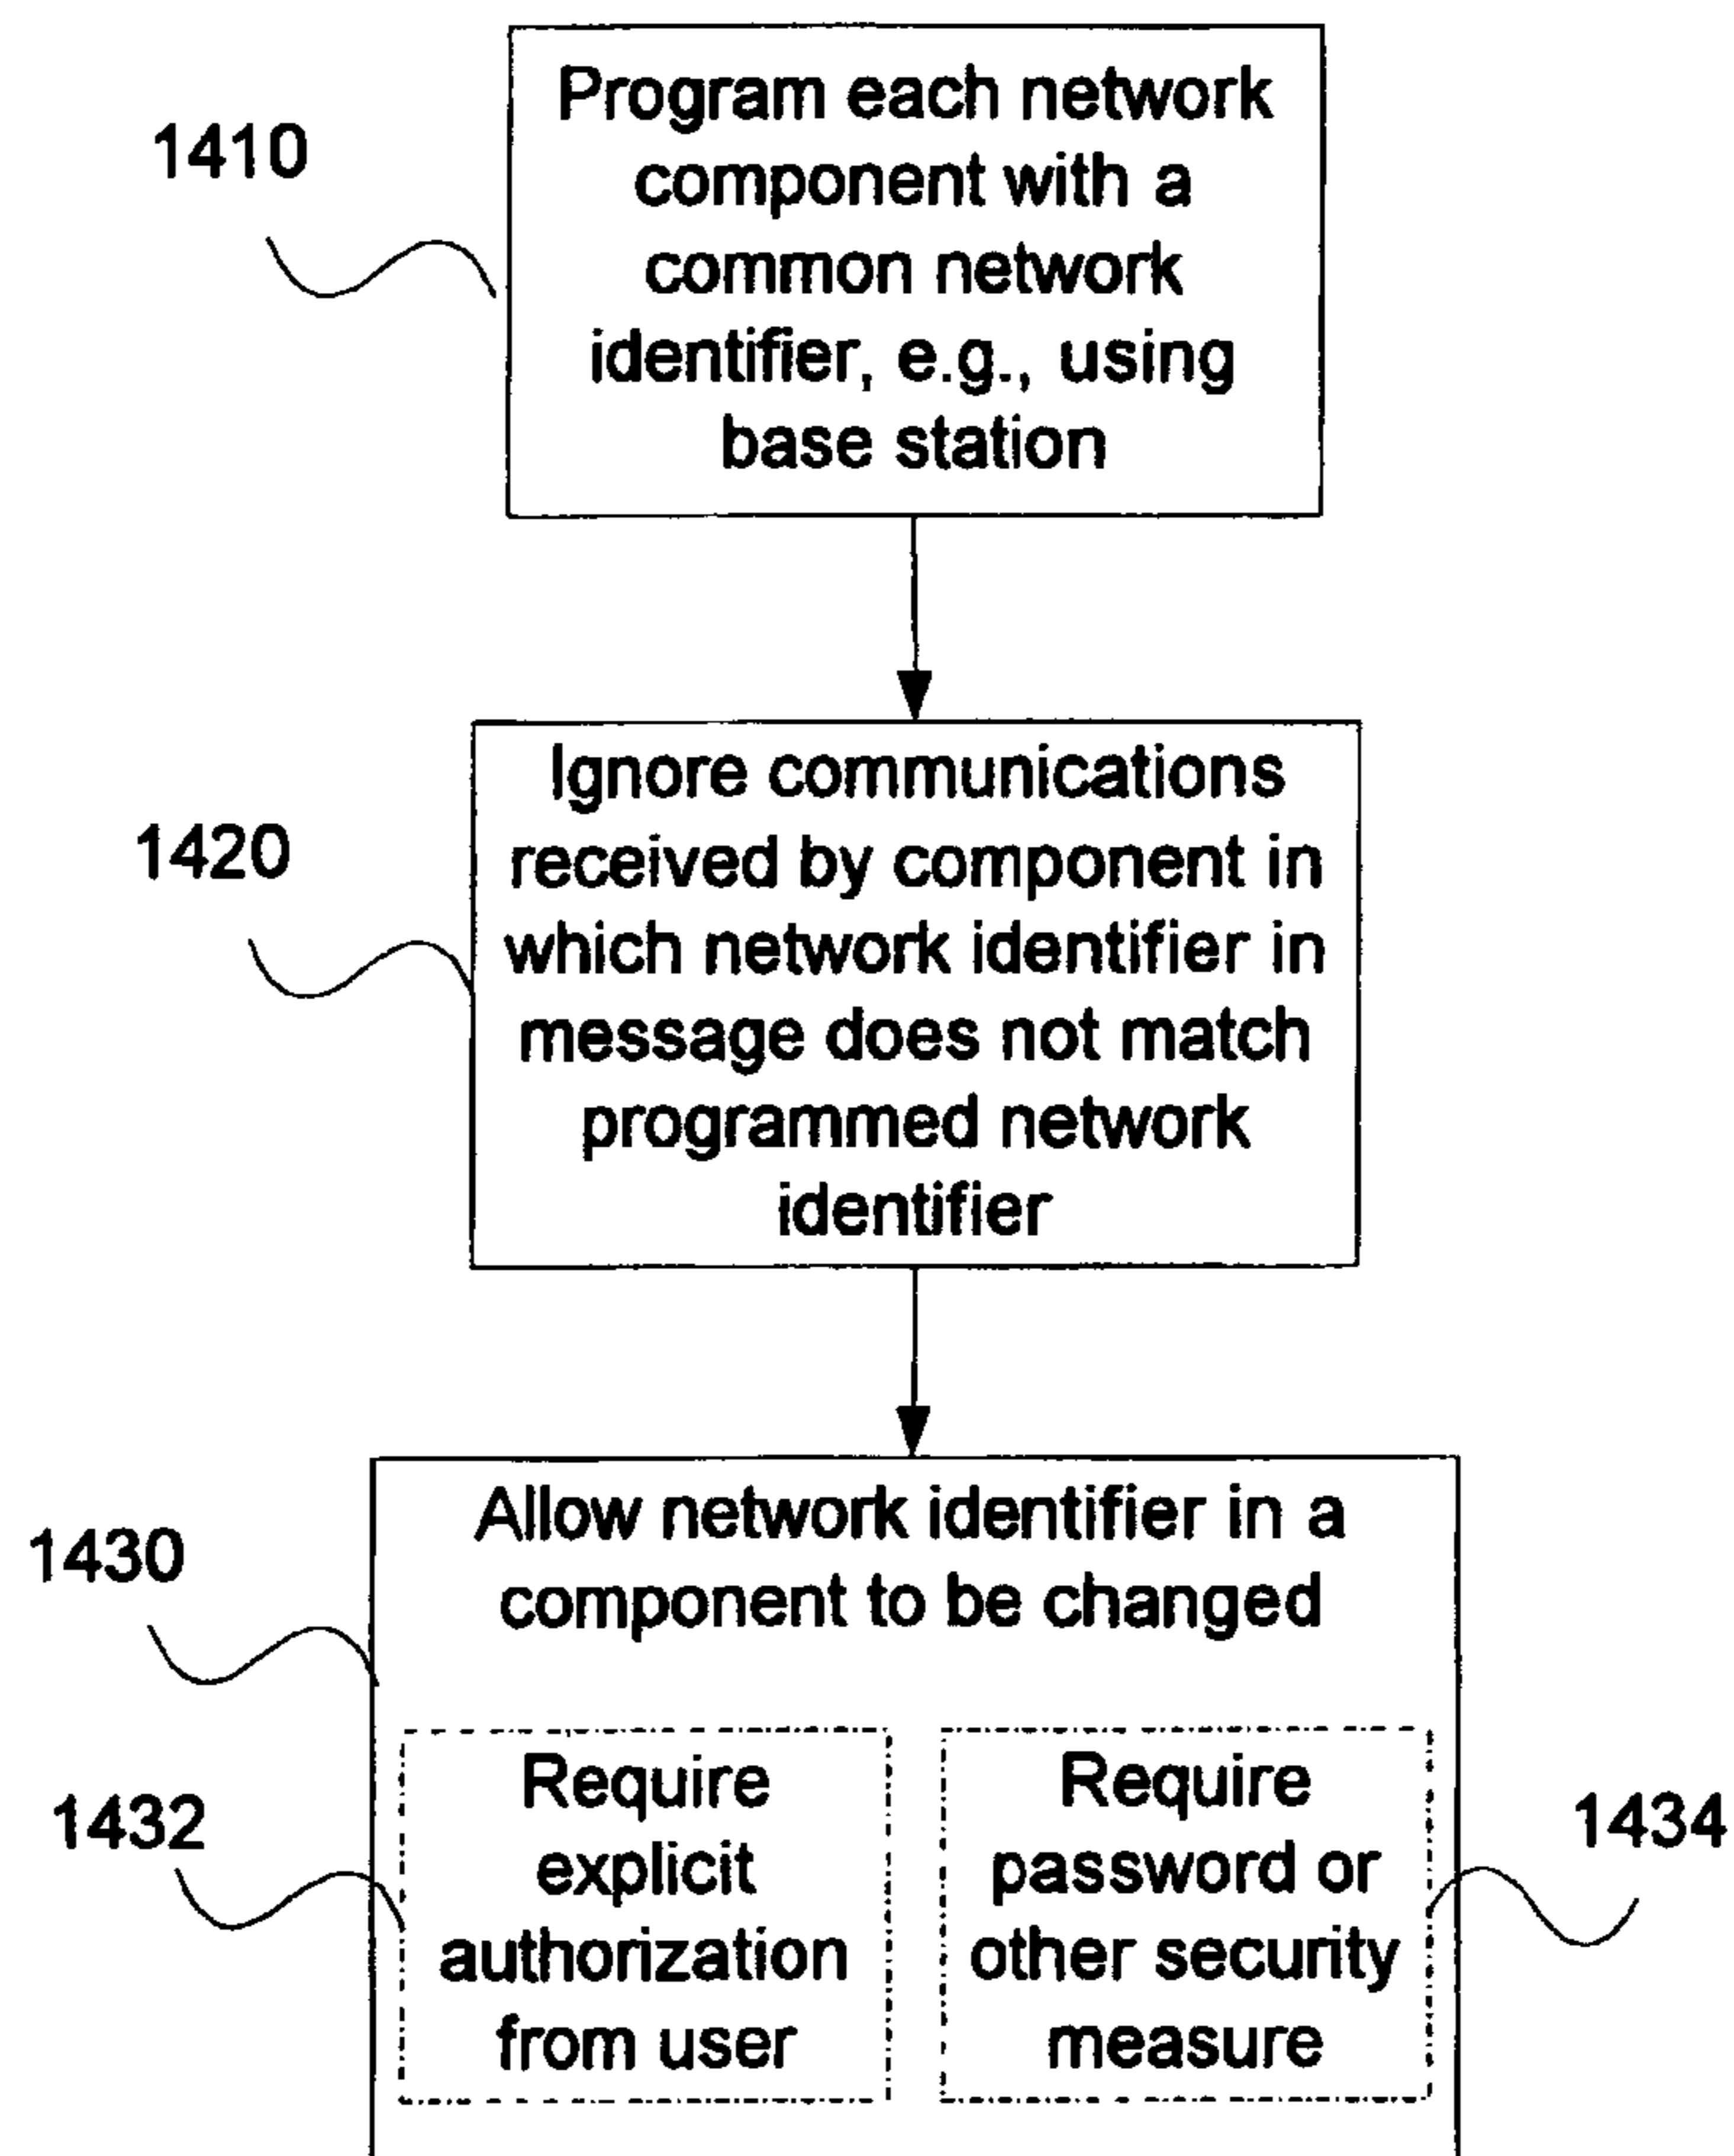 1410
Program each network
component with a
common network
identifier, e.g., using
base station
1420
Ignore communications
received by component in
which network identifier in
message does not match
programmed network
identifier
1430
Allow network identifier in a
component to be changed
1432
Require
explicit
authorization
from user
Require
password or
other security
measure
1434